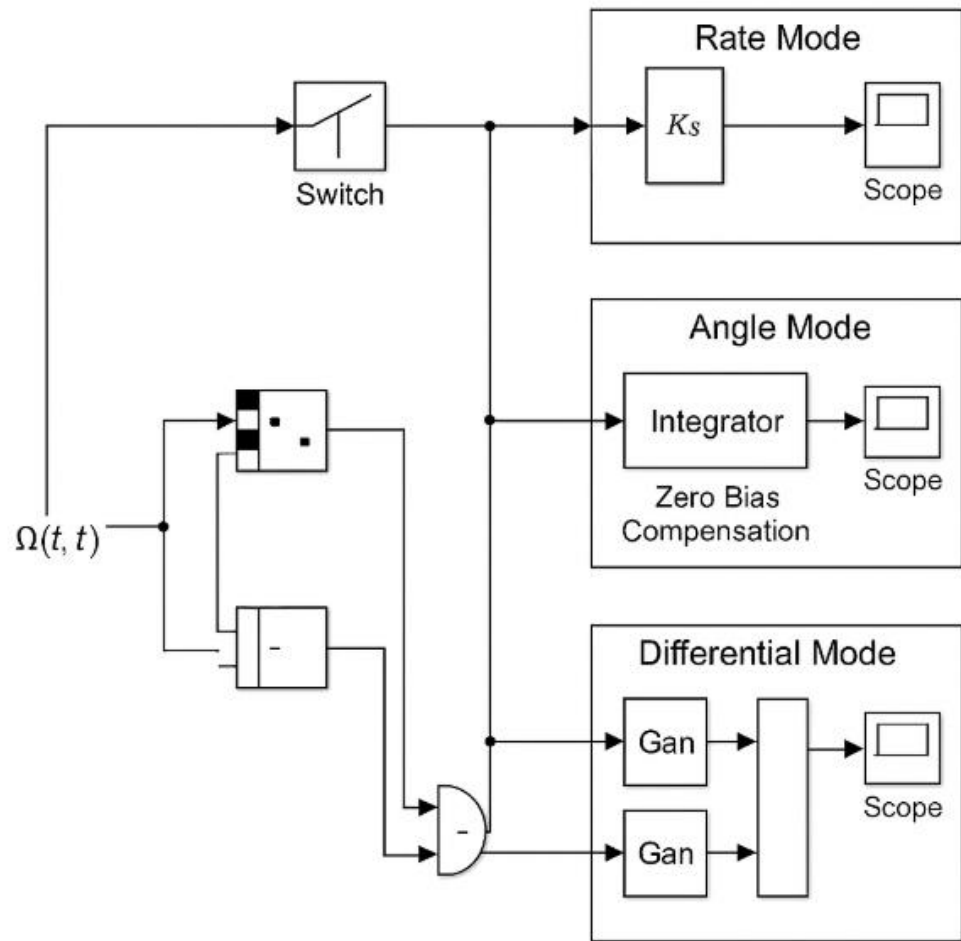 Rate Mode
Ks
Scope
Switch
Angle Mode
Integrator
Scope
Zero Bias
Compensation
Ω(t, t)
-
Differential Mode
Gan
Scope
-
Gan